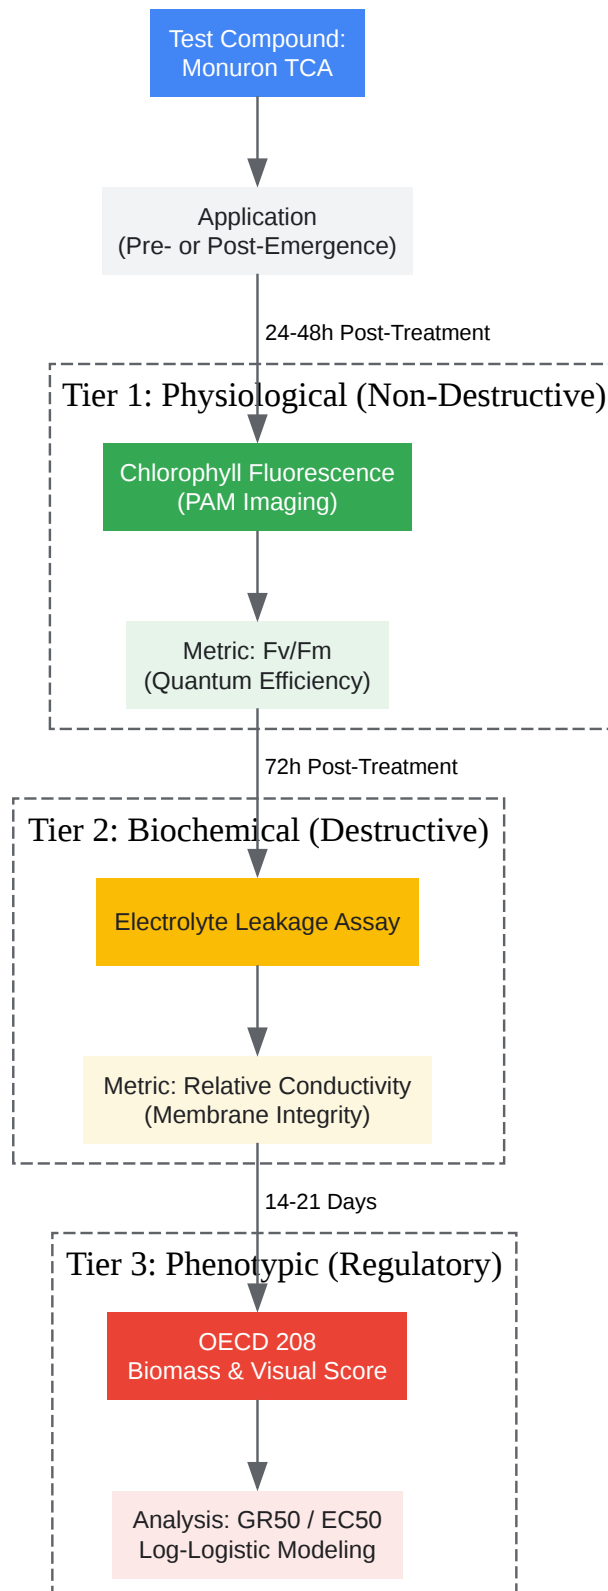 Test Compound:
Monuron TCA
Application
(Pre- or Post-Emergence)
24-48h Post-Treatment
Tier 1: Physiological (Non-Destructive)
Chlorophyll Fluorescence
(PAM Imaging)
Metric: Fv/Fm
(Quantum Efficiency)
72h Post-Treatment
Tier 2: Biochemical (Destructive)
Electrolyte Leakage Assay
Metric: Relative Conductivity
(Membrane Integrity)
14-21 Days
Tier 3: Phenotypic (Regulatory)
OECD 208
Biomass & Visual Score
Analysis: GR50 / EC50
Log-Logistic Modeling